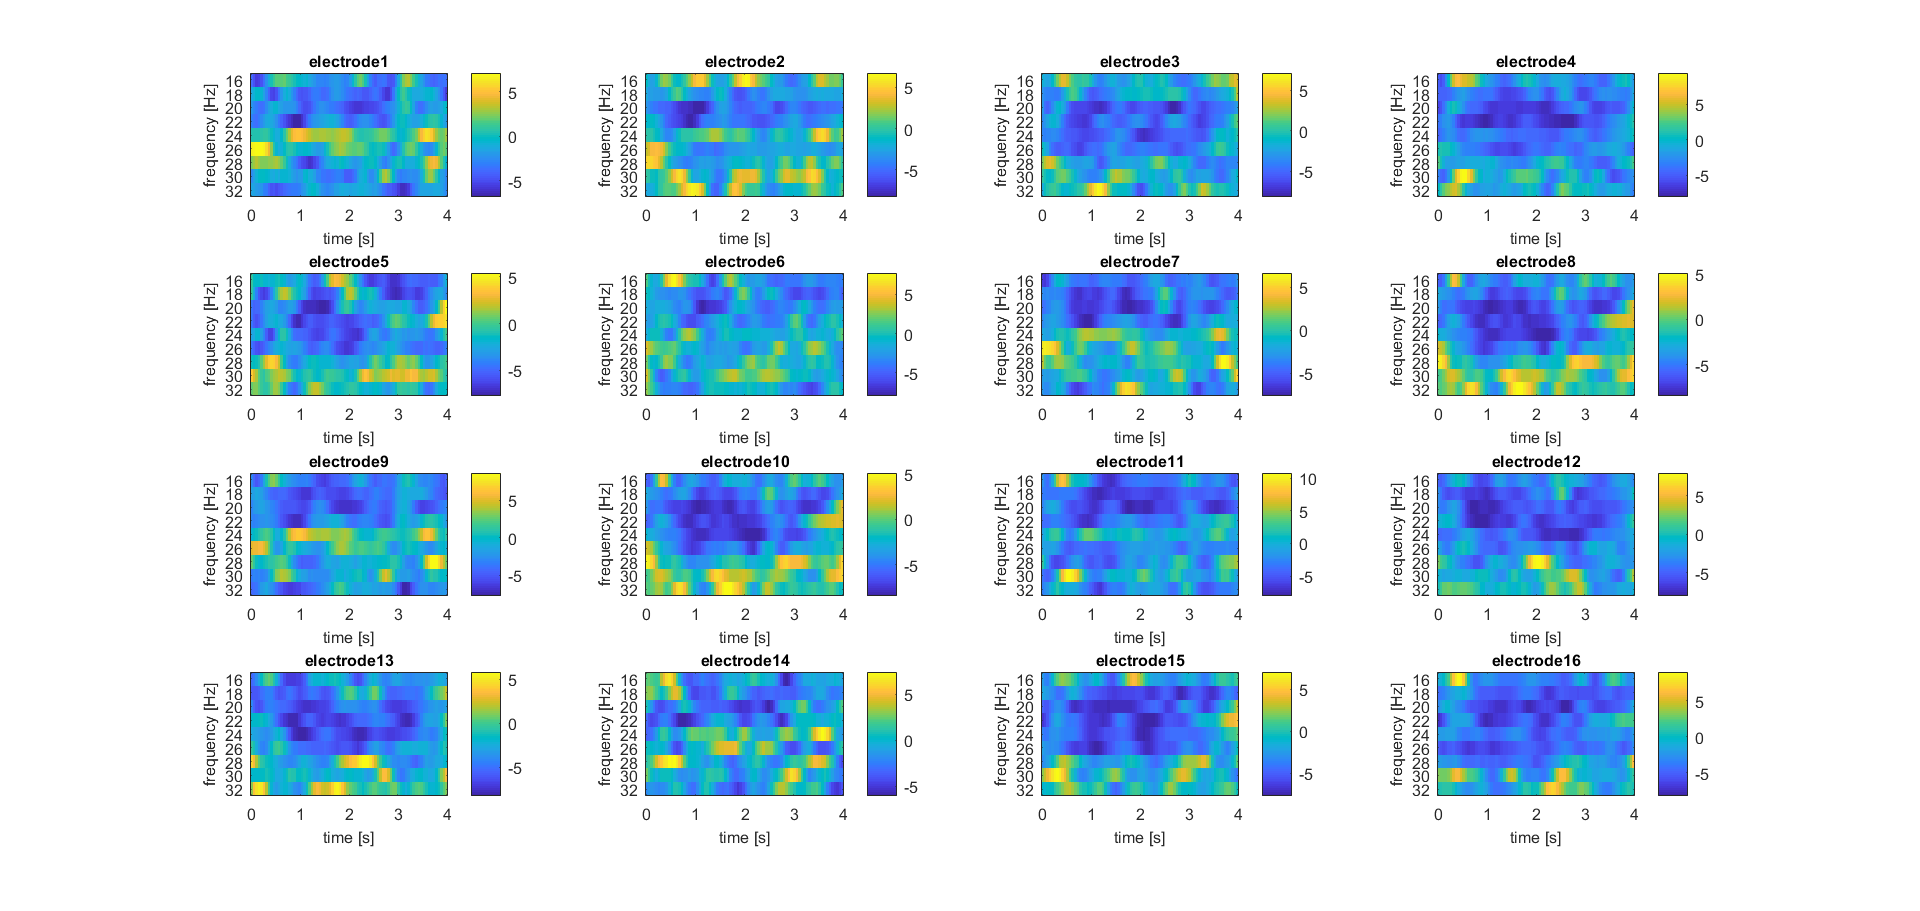 electrode1 electrode2 electrode3 electrode4
frequency [Hz] 16 18 20 22 24 26 28 30 32 5 0 -5 frequency [Hz] 16 18 20 22 24 26 28 30 32 5 0 -5 frequency [Hz] 16 18 20 22 24 26 28 30 32 5 0 -5 frequency [Hz] 16 18 20 22 24 26 28 30 32 5 0 -5
0 1 2 3 4 0 1 2 3 4 0 1 2 3 4 0 1 2 3 4
time [s] time [s] time [s] time [s]
electrode5 electrode6 electrode7 electrode8
frequency [Hz] 16 18 20 22 24 26 28 30 32 5 0 -5 frequency [Hz] 16 18 20 22 24 26 28 30 32 5 0 -5 frequency [Hz] 16 18 20 22 24 26 28 30 32 5 0 -5 frequency [Hz] 16 18 20 22 24 26 28 30 32 5 0 -5
0 1 2 3 4 0 1 2 3 4 0 1 2 3 4 0 1 2 3 4
time [s] time [s] time [s] time [s]
electrode9 electrode10 electrode11 electrode12
frequency [Hz] 16 18 20 22 24 26 28 30 32 5 0 -5 frequency [Hz] 16 18 20 22 24 26 28 30 32 5 0 -5 frequency [Hz] 16 18 20 22 24 26 28 30 32 10 5 0 -5 frequency [Hz] 16 18 20 22 24 26 28 30 32 5 0 -5
0 1 2 3 4 0 1 2 3 4 0 1 2 3 4 0 1 2 3 4
time [s] time [s] time [s] time [s]
electrode13 electrode14 electrode15 electrode16
frequency [Hz] 16 18 20 22 24 26 28 30 32 5 0 -5 frequency [Hz] 16 18 20 22 24 26 28 30 32 5 0 -5 frequency [Hz] 16 18 20 22 24 26 28 30 32 5 0 -5 frequency [Hz] 16 18 20 22 24 26 28 30 32 5 0 -5
0 1 2 3 4 0 1 2 3 4 0 1 2 3 4 0 1 2 3 4
time [s] time [s] time [s] time [s]